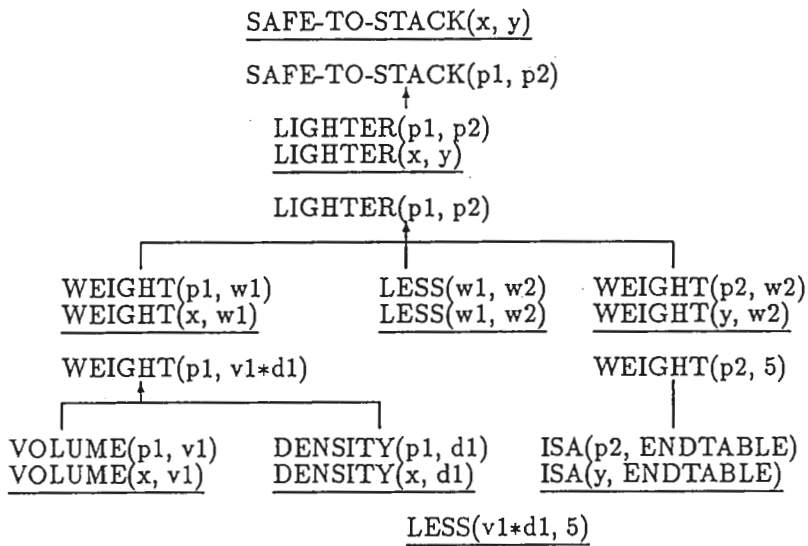 SAFE-TO-STACK(x, y)
SAFE-TO-STACK(p1, p2)
LIGHTER(p1, p2)
LIGHTER(x, y)
LIGHTER(p1, p2)
WEIGHT(p1, w1) LESS(w1, w2) WEIGHT(p2, w2)
WEIGHT(x, w1) LESS(w1, w2) WEIGHT(y, w2)
WEIGHT(p1, v1*d1) WEIGHT(p2, 5)
VOLUME(p1, v1) DENSITY(p1, d1) ISA(p2, ENDTABLE)
VOLUME(x, v1) DENSITY(x, d1) ISA(y, ENDTABLE)
LESS(v1*d1, 5)